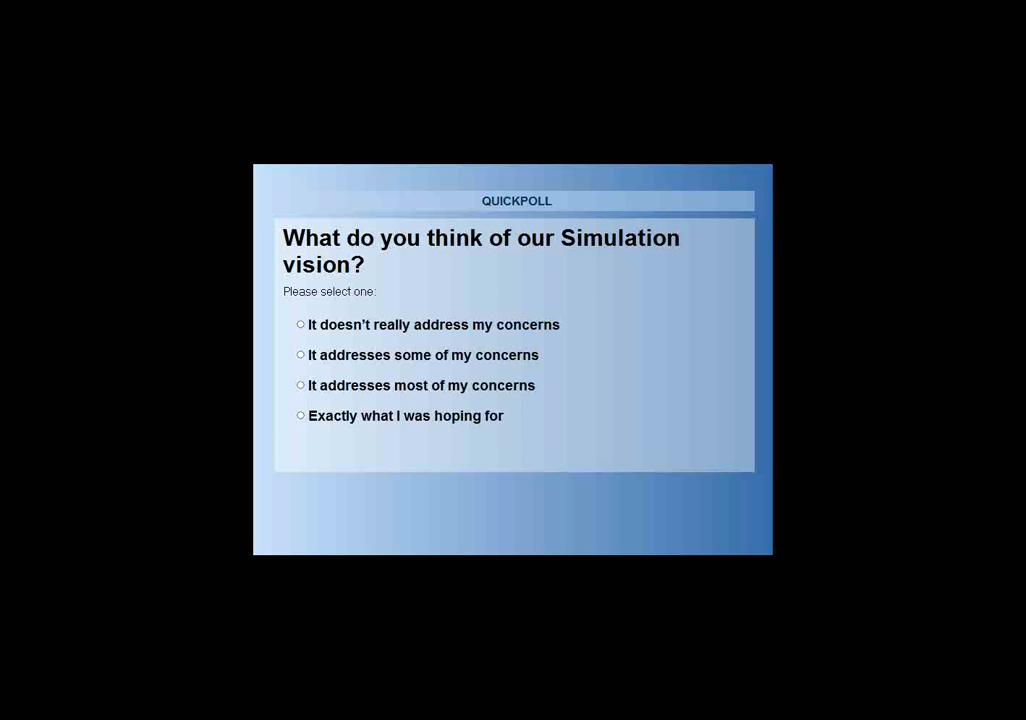 QUICKPOLL
What do you think of our Simulation
vision?
Please select one:
It doesn't really address my concerns
It addresses some of my concerns
It addresses most of my concerns
Exactly what I was hoping for